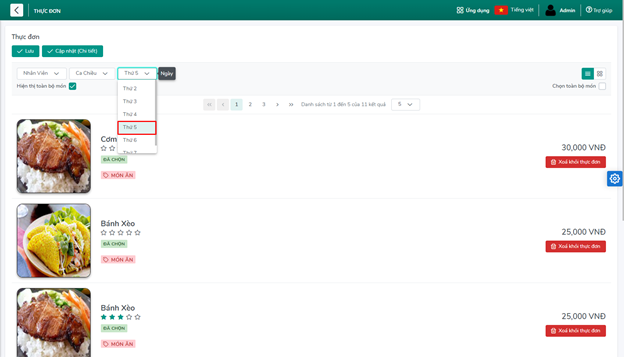 THỰC ĐƠN
Ứng dụng
Tiếng việt
Admin
Trợ giúp
Thực đơn
Lưu
Cập nhật (Chi tiết)
Nhân Viên
Ca Chiều
Thứ 5
Ngày
Hiện thị toàn bộ món
Chọn toàn bộ món
Thứ 2
Thứ 3
Thứ 4
Thứ 5
Thứ 6
Thứ 7
1 2 3
Danh sách từ 1 đến 5 của 11 kết quả
5
Cơm
30,000 VNĐ
ĐÃ CHỌN
Xoá khỏi thực đơn
MÓN ĂN
Bánh Xèo
25,000 VNĐ
ĐÃ CHỌN
Xoá khỏi thực đơn
MÓN ĂN
Bánh Xèo
25,000 VNĐ
ĐÃ CHỌN
Xoá khỏi thực đơn
MÓN ĂN